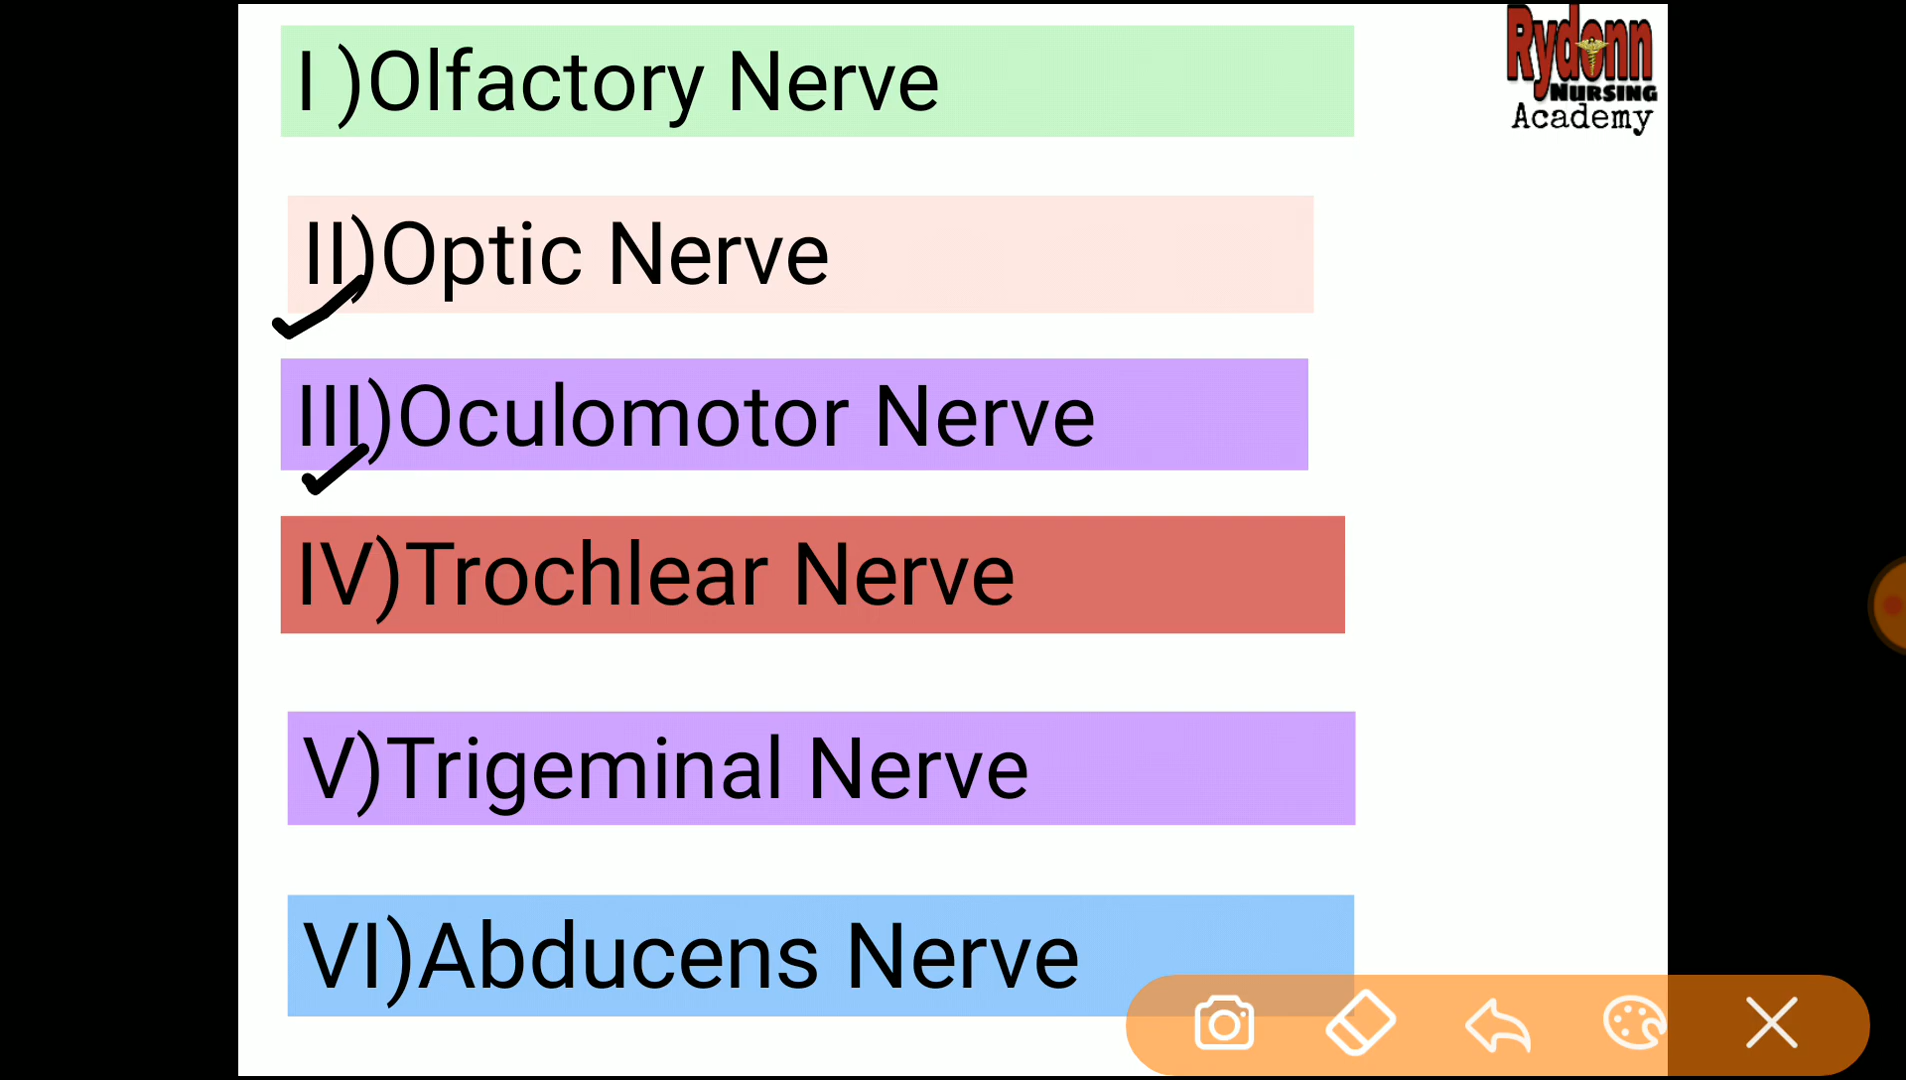 I )Olfactory Nerve
Rydonn
NURSING
Academy
II)Optic Nerve
III)Oculomotor Nerve
IV)Trochlear Nerve
V)Trigeminal Nerve
VI)Abducens Nerve